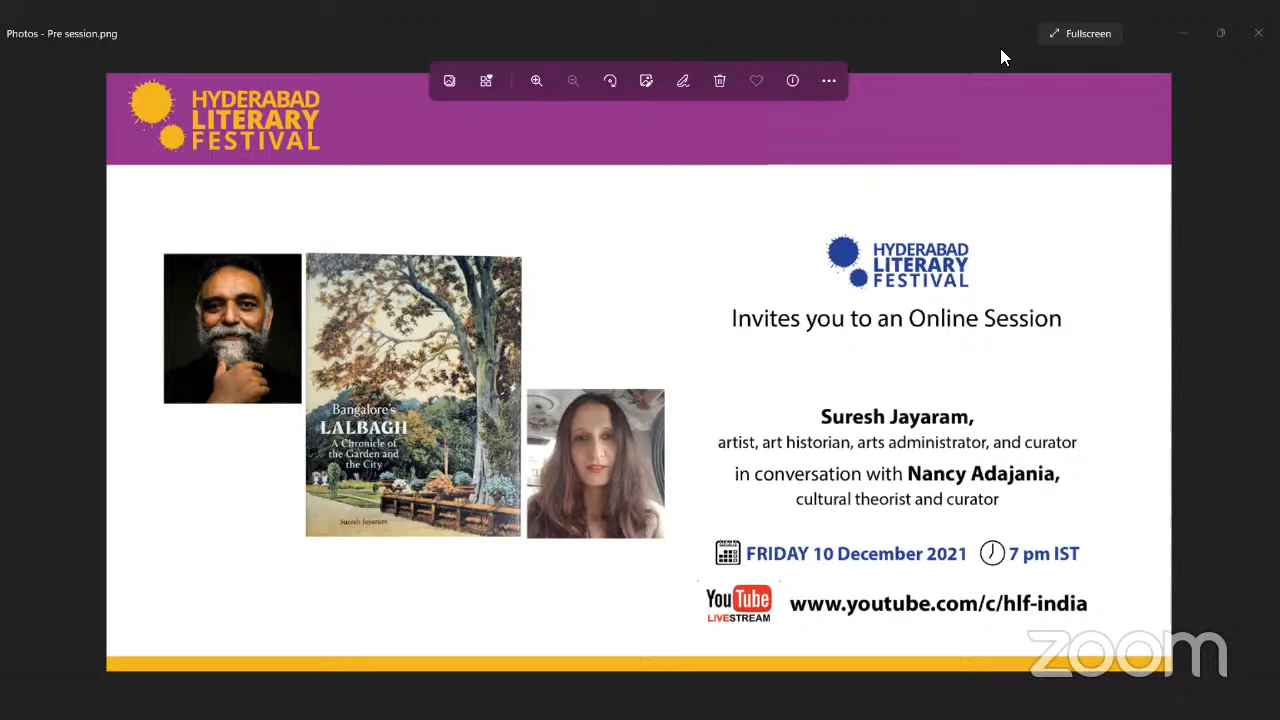 Photos - Pre session.png
Fullscreen
HYDERABAD
LITERARY
FESTIVAL
HYDERABAD
LITERARY
FESTIVAL
Invites you to an Online Session
Bangalore's
LALBAGH
A Chronicle of
the Garden and
the City
Suresh Jayaram
Suresh Jayaram,
artist, art historian, arts administrator, and curator
in conversation with Nancy Adajania,
cultural theorist and curator
FRIDAY 10 December 2021 7 pm IST
YouTube
LIVESTREAM
www.youtube.com/c/hlf-india
zoom